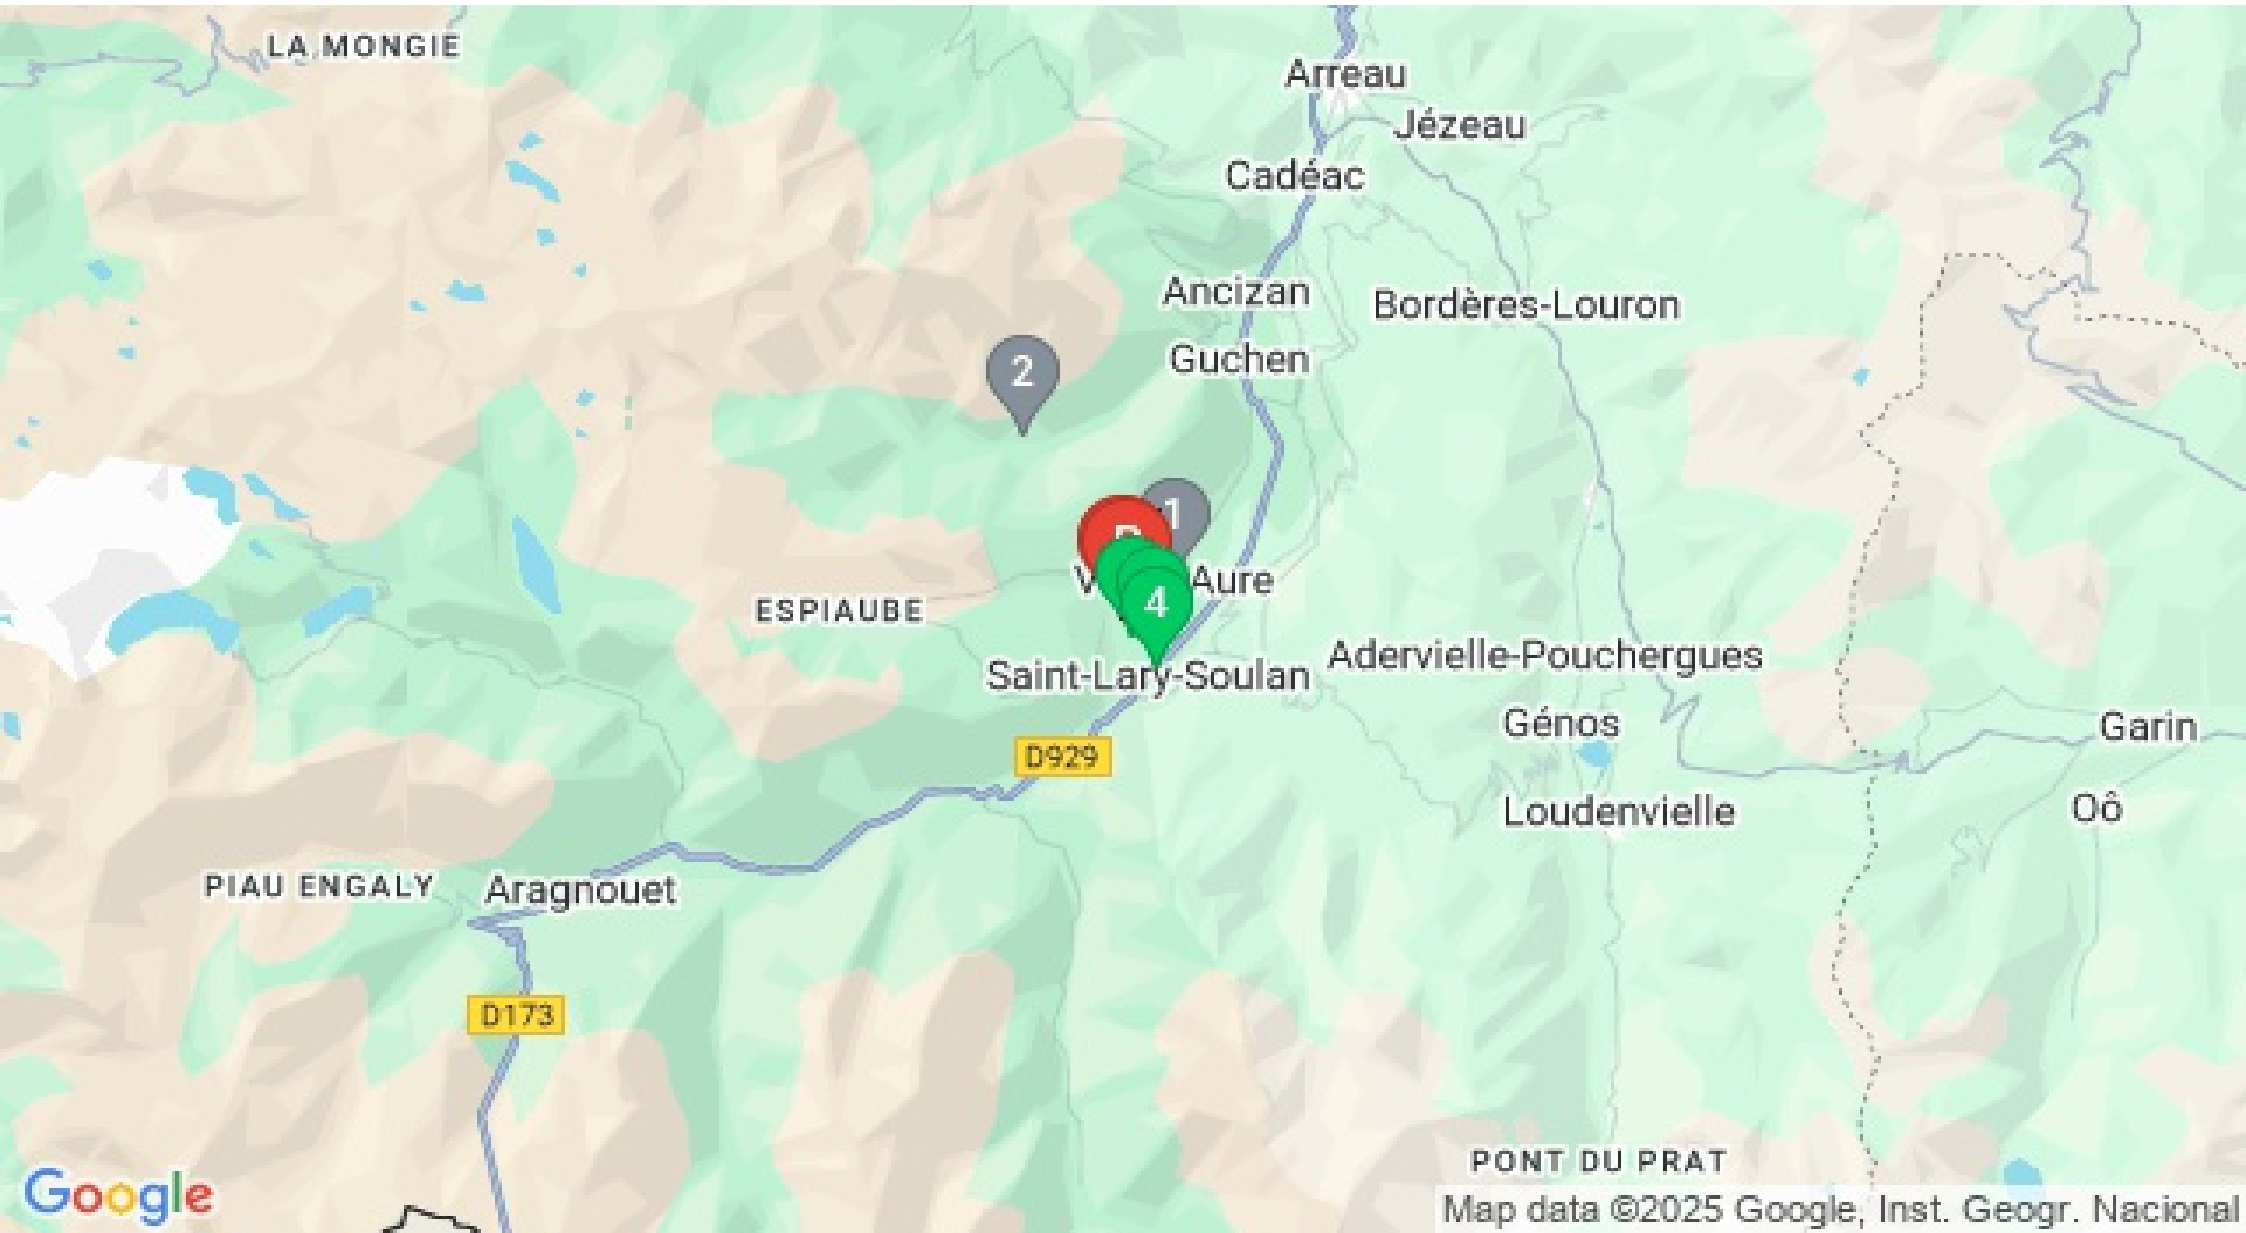 LA MONGIE
Arreau
Jézeau
Cadéac
Ancizan
Bordères-Louron
Guchen
2
1
Aure
4
ESPIAUBE
Saint-Lary-Soulan
Adervielle-Pouchergues
Génos
Garin
D929
Loudenvielle
Oô
PIAU ENGALY
Aragnouet
D173
PONT DU PRAT
Google
Map data ©2025 Google, Inst. Geogr. Nacional